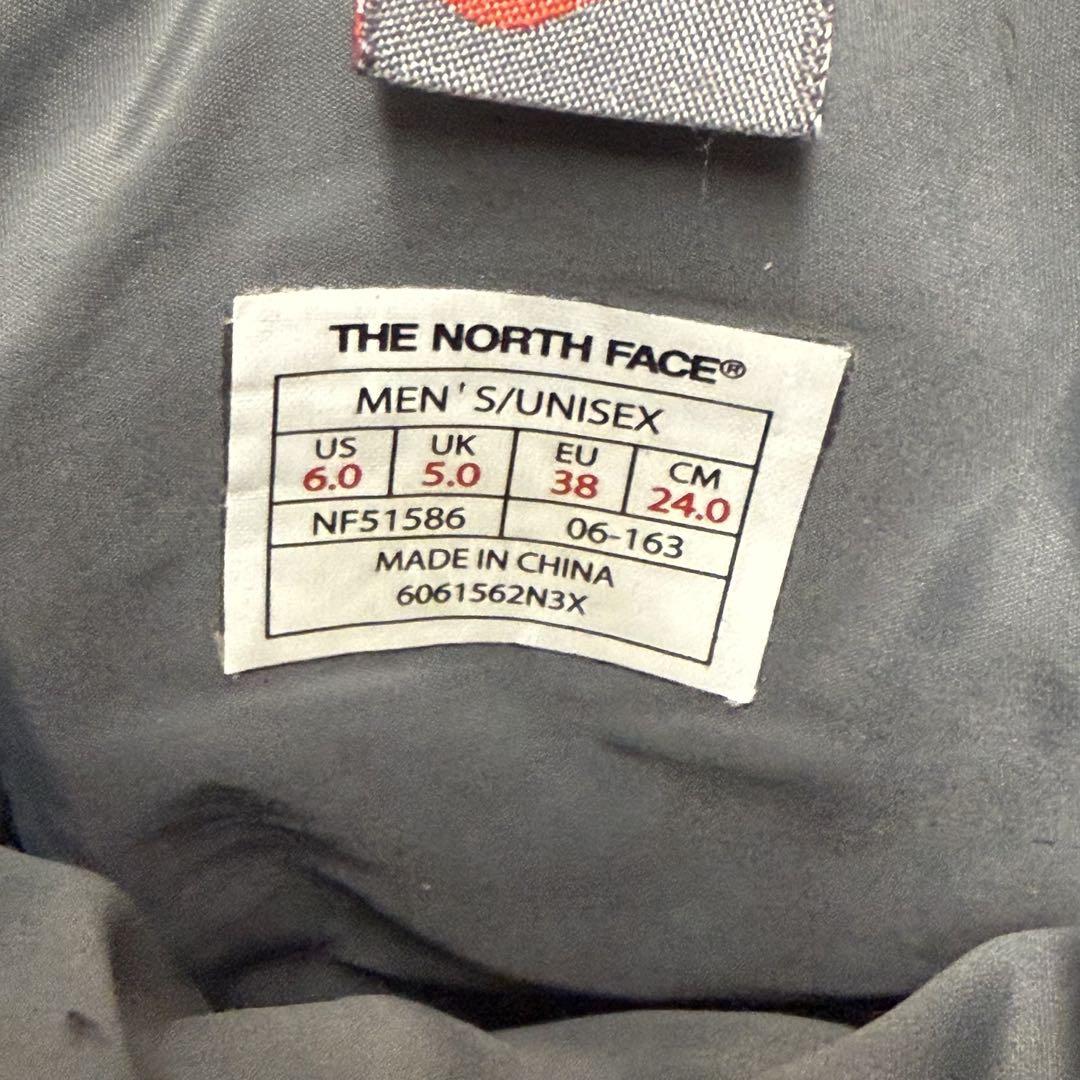 THE NORTH FACE®
MEN'S/UNISEX
US UK EU CM
6.0 5.0 38 24.0
NF51586 06-163
MADE IN CHINA
6061562N3X